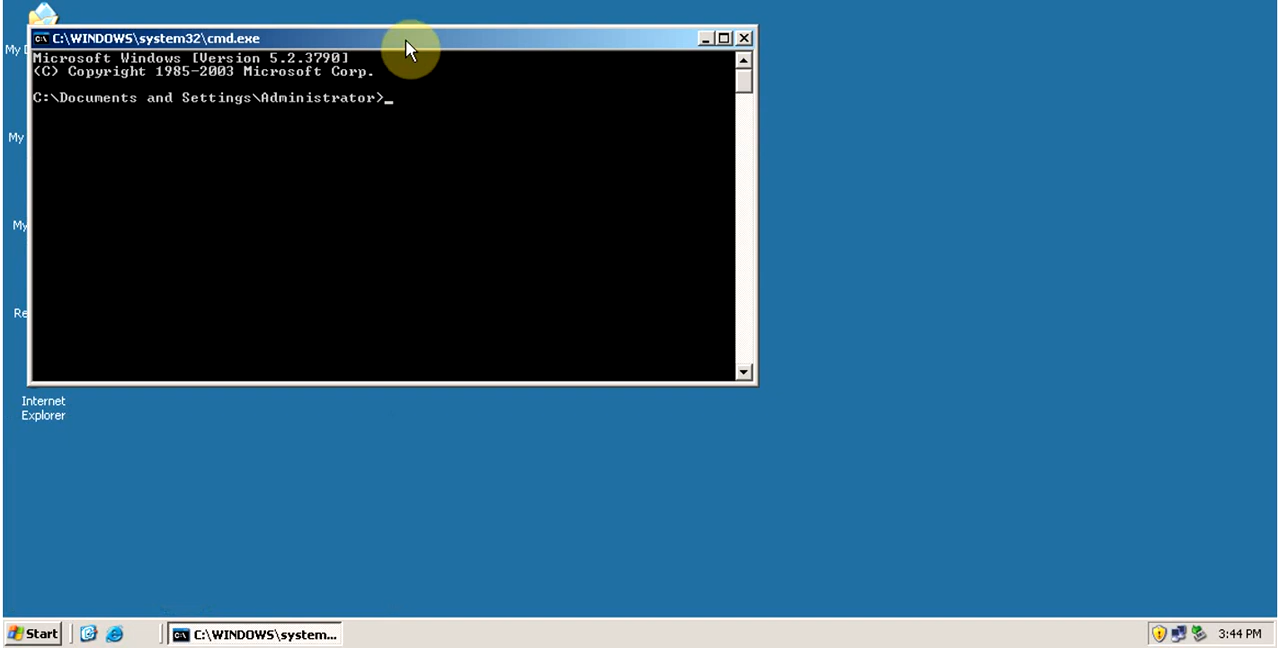 C:\WINDOWS\system32\cmd.exe
Microsoft Windows [Version 5.2.3790]
(C) Copyright 1985-2003 Microsoft Corp.
C:\Documents and Settings\Administrator>_
My
My
My
Re
Internet
Explorer
Start
C:\WINDOWS\system...
3:44 PM